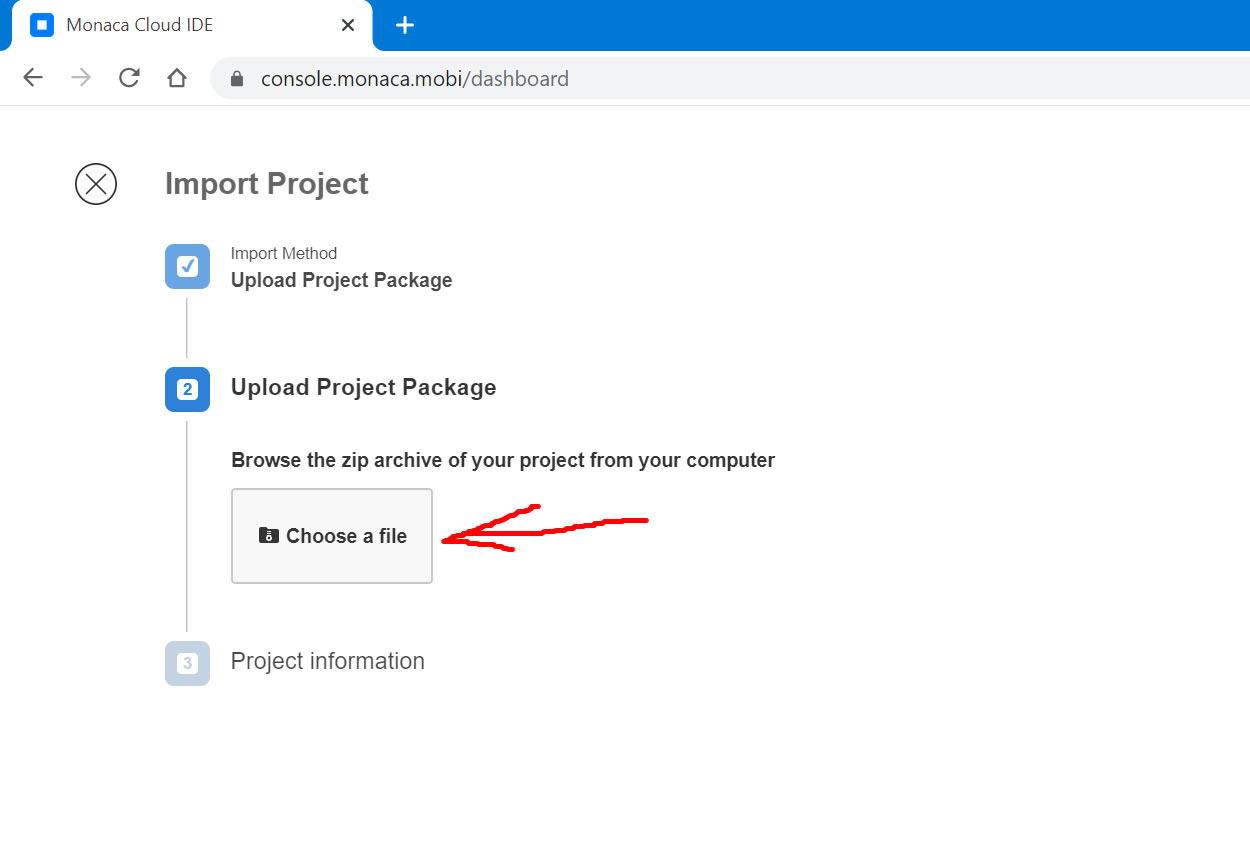 Monaca Cloud IDE
console.monaca.mobi/dashboard
Import Project
Import Method
Upload Project Package
2
Upload Project Package
Browse the zip archive of your project from your computer
Choose a file
3
Project information